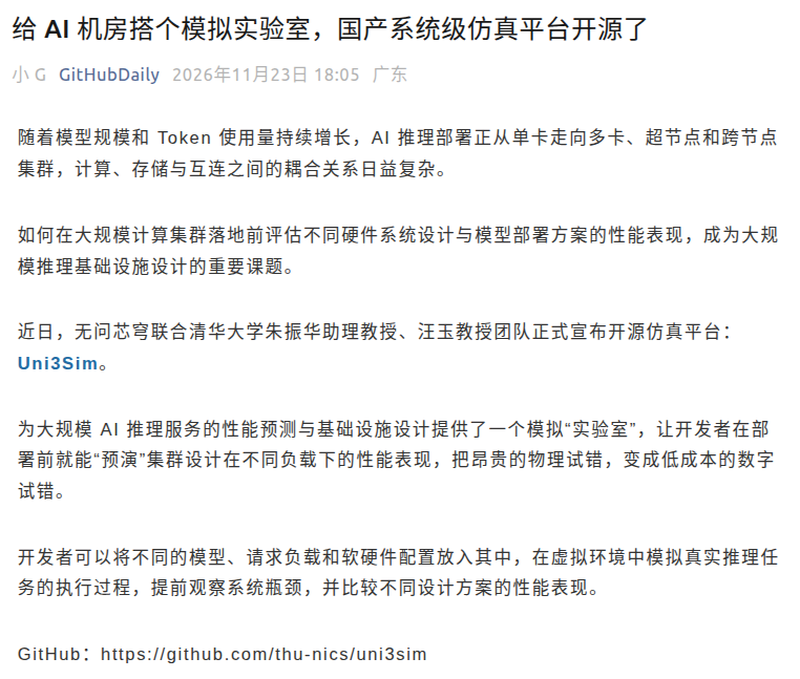 给 AI 机房搭个模拟实验室，国产系统级仿真平台开源了
小 G GitHubDaily 2026年11月23日 18:05 广东
随着模型规模和 Token 使用量持续增长，AI 推理部署正从单卡走向多卡、超节点和跨节点
集群，计算、存储与互连之间的耦合关系日益复杂。
如何在大规模计算集群落地前评估不同硬件系统设计与模型部署方案的性能表现，成为大规
模推理基础设施设计的重要课题。
近日，无问芯穹联合清华大学朱振华助理教授、汪玉教授团队正式宣布开源仿真平台：
Uni3Sim。
为大规模 AI 推理服务的性能预测与基础设施设计提供了一个模拟“实验室”，让开发者在部
署前就能“预演”集群设计在不同负载下的性能表现，把昂贵的物理试错，变成低成本的数字
试错。
开发者可以将不同的模型、请求负载和软硬件配置放入其中，在虚拟环境中模拟真实推理任
务的执行过程，提前观察系统瓶颈，并比较不同设计方案的性能表现。
GitHub：https://github.com/thu-nics/uni3sim